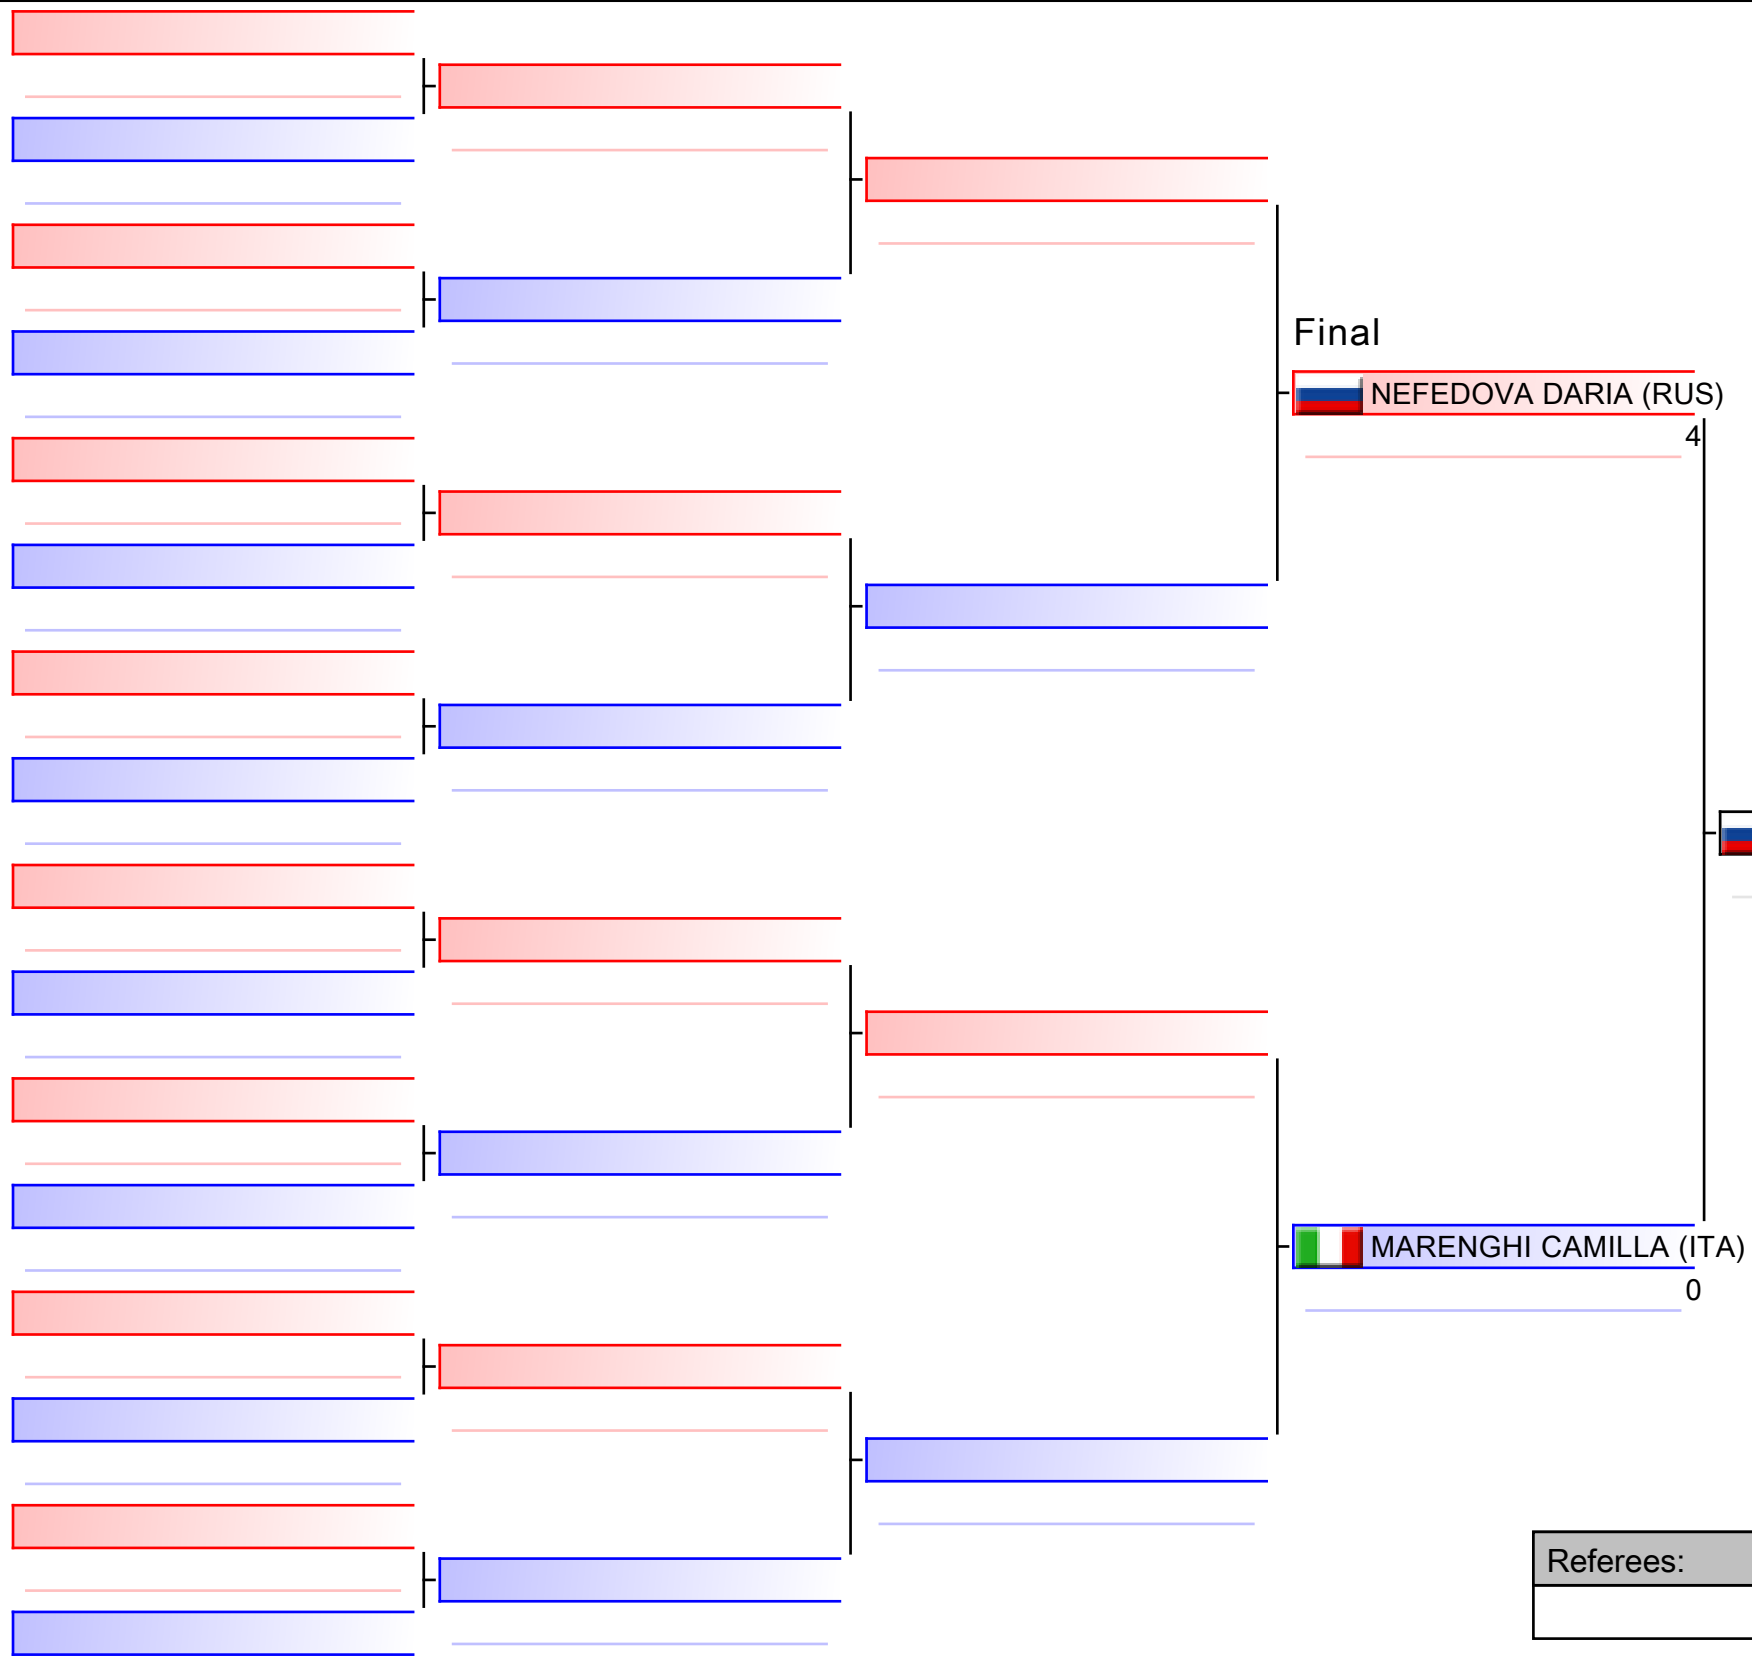 Final
NEFEDOVA DARIA (RUS)
4
MARENGHI CAMILLA (ITA)
0
Referees: